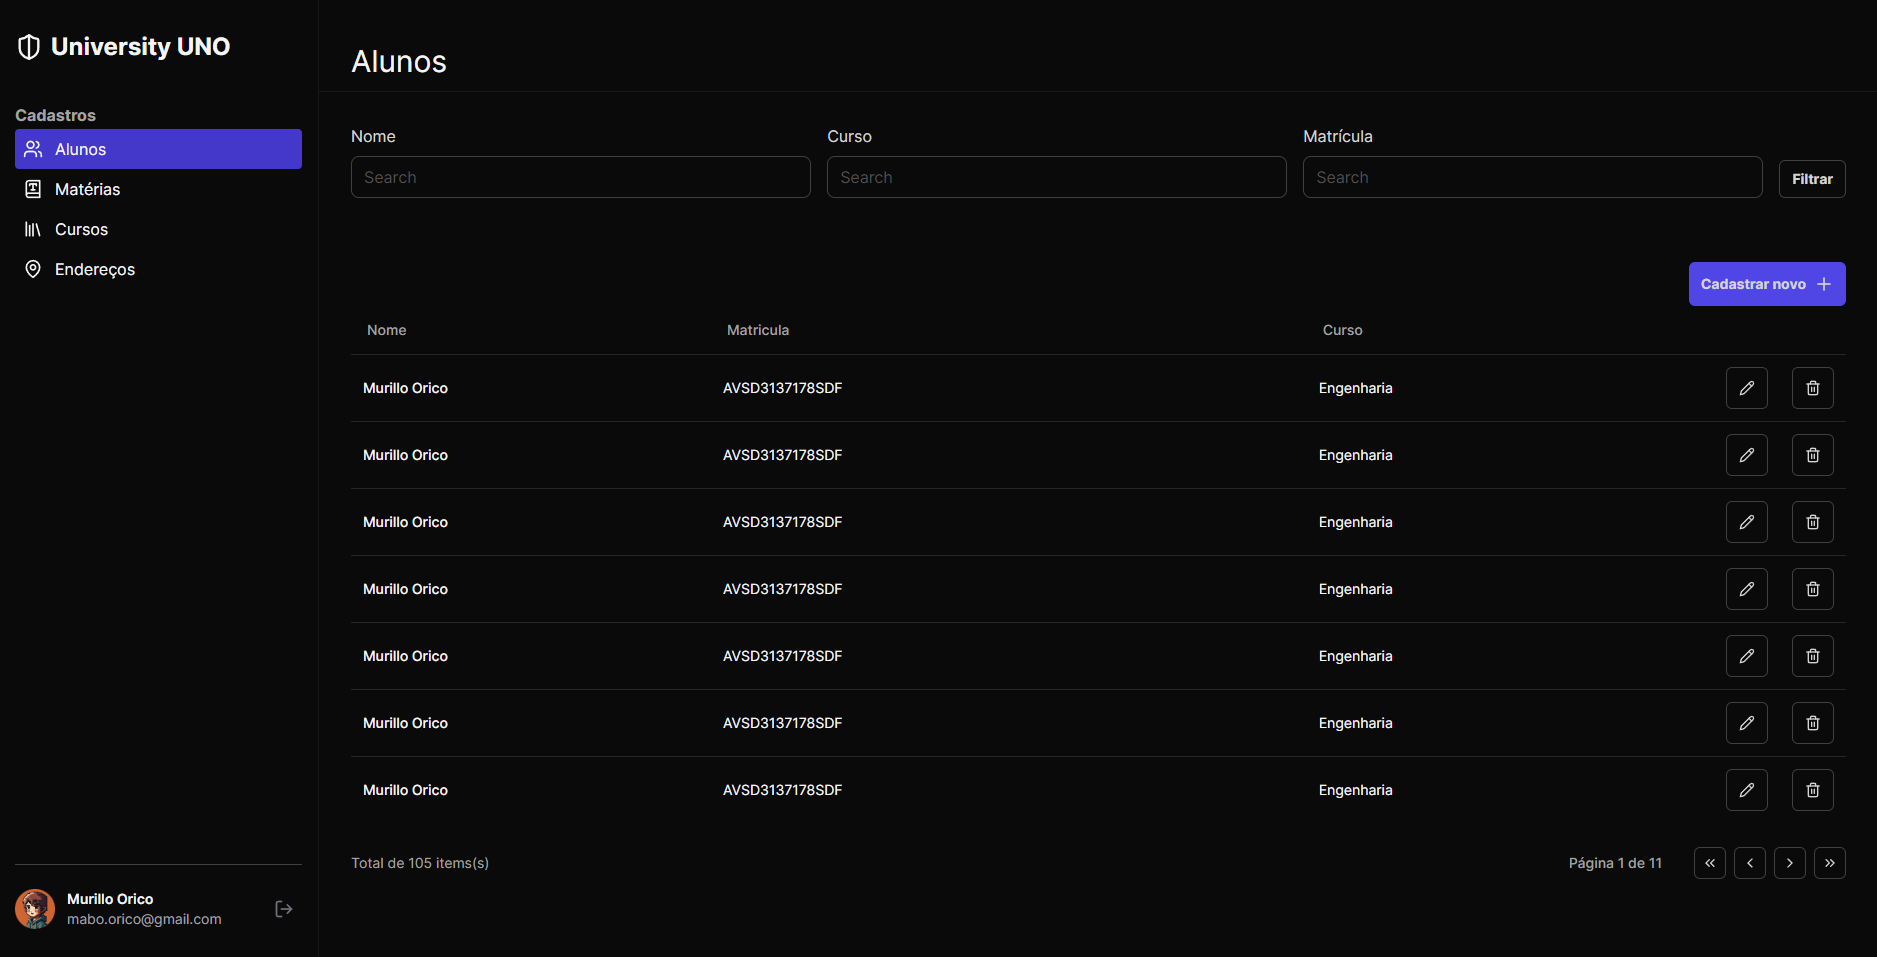 University UNO
Cadastros
Alunos
Matérias
Cursos
Endereços
Murillo Orico
mabo.orico@gmail.com
Alunos
Nome Curso Matrícula
Search Search Search Filtrar
Cadastrar novo
Nome Matricula Curso
Murillo Orico AVSD3137178SDF Engenharia
Murillo Orico AVSD3137178SDF Engenharia
Murillo Orico AVSD3137178SDF Engenharia
Murillo Orico AVSD3137178SDF Engenharia
Murillo Orico AVSD3137178SDF Engenharia
Murillo Orico AVSD3137178SDF Engenharia
Murillo Orico AVSD3137178SDF Engenharia
Total de 105 items(s) Página 1 de 11